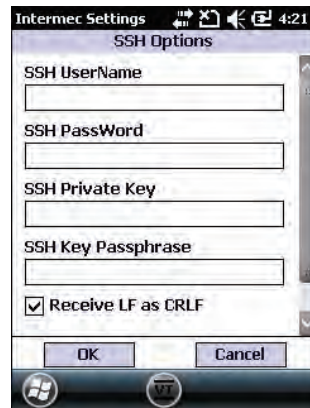 Intermec Settings 4:21
SSH Options
SSH UserName
SSH PassWord
SSH Private Key
SSH Key Passphrase
Receive LF as CRLF
OK Cancel
VT